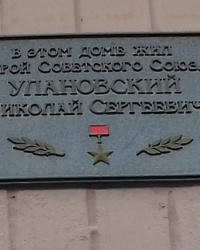 В этом доме жил
рой Советского Союза
УЛАНОВСКИЙ
иколай Сергеевич